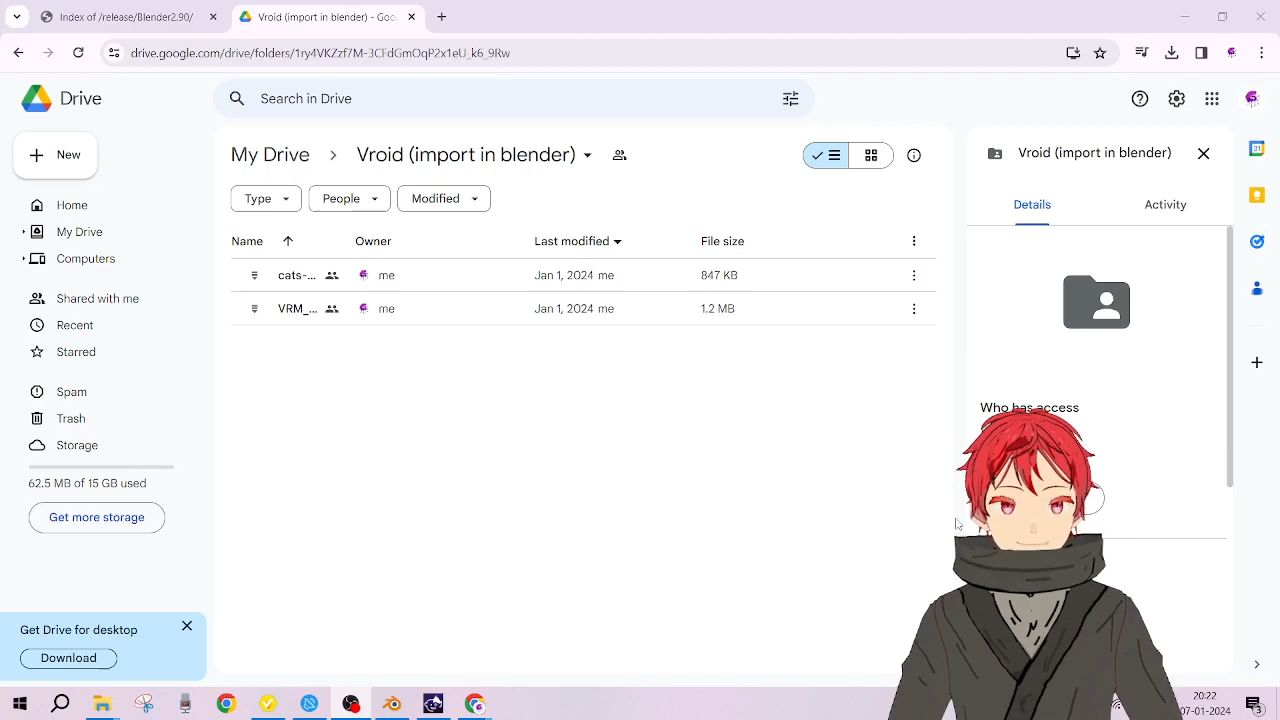 Index of /release/Blender2.90/
Vroid (import in blender) - Goo
drive.google.com/drive/folders/1ry4VKZzf7M-3CFdGmOqP2x1eU_k6_9Rw
Drive
Search in Drive
New
Home
My Drive
Computers
Shared with me
Recent
Starred
Spam
Trash
Storage
62.5 MB of 15 GB used
Get more storage
Get Drive for desktop
Download
My Drive > Vroid (import in blender)
Type
People
Modified
Name Owner Last modified File size
cats-... me Jan 1, 2024 me 847 KB
VRM_... me Jan 1, 2024 me 1.2 MB
Vroid (import in blender)
Details
Activity
Who has access
31
20:22
07-01-2024
3